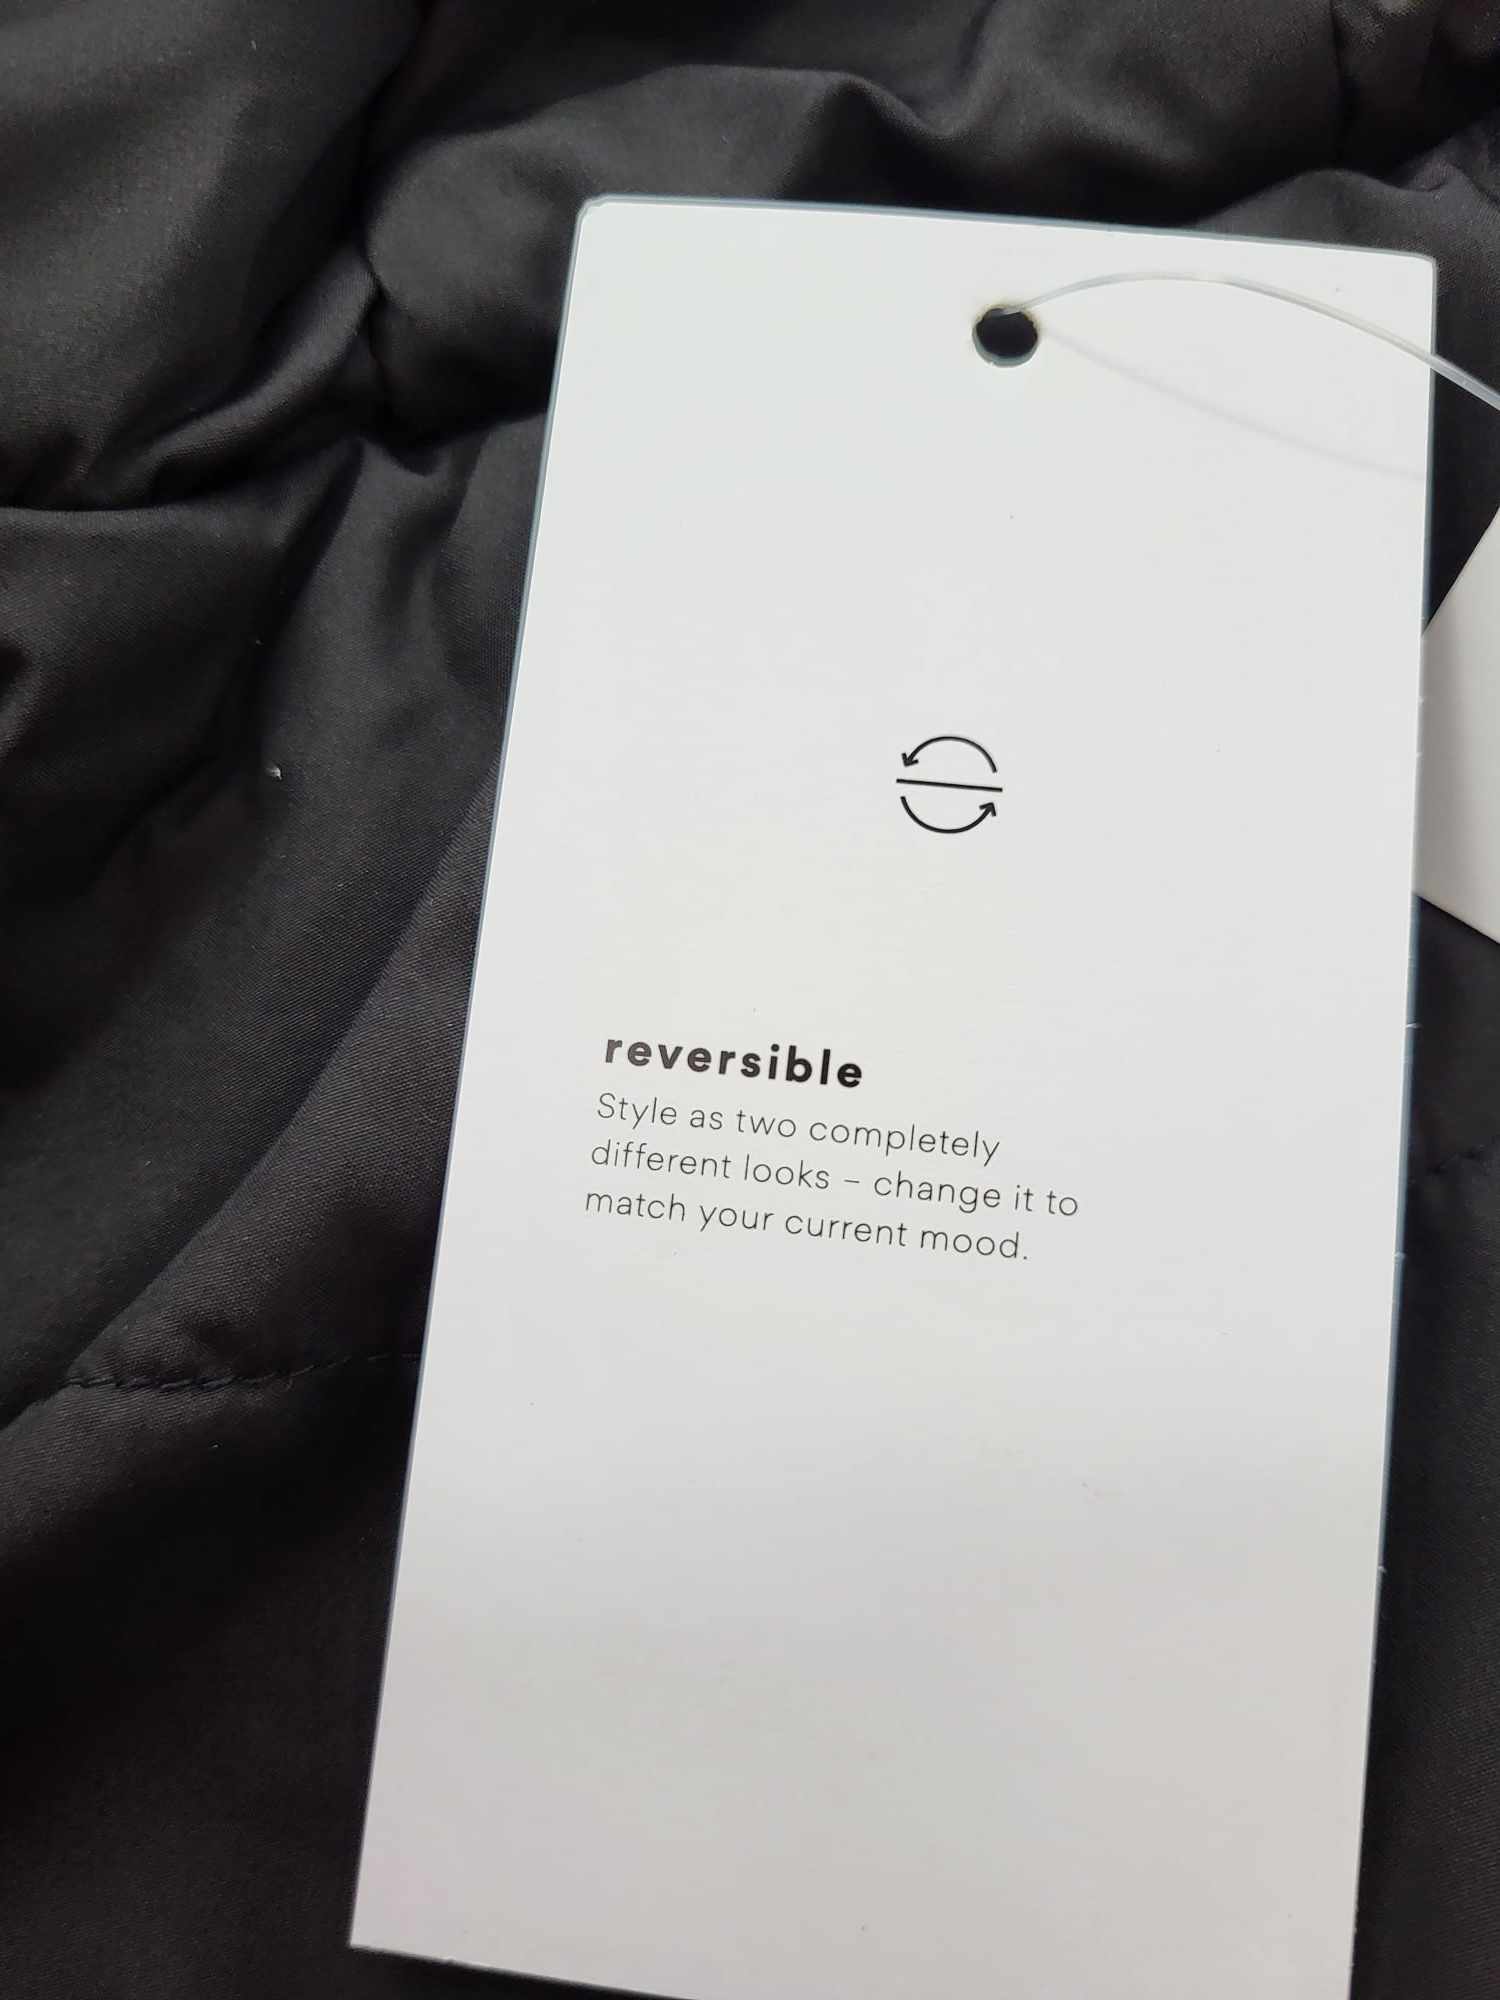 reversible
Style as two completely
different looks – change it to
match your current mood.